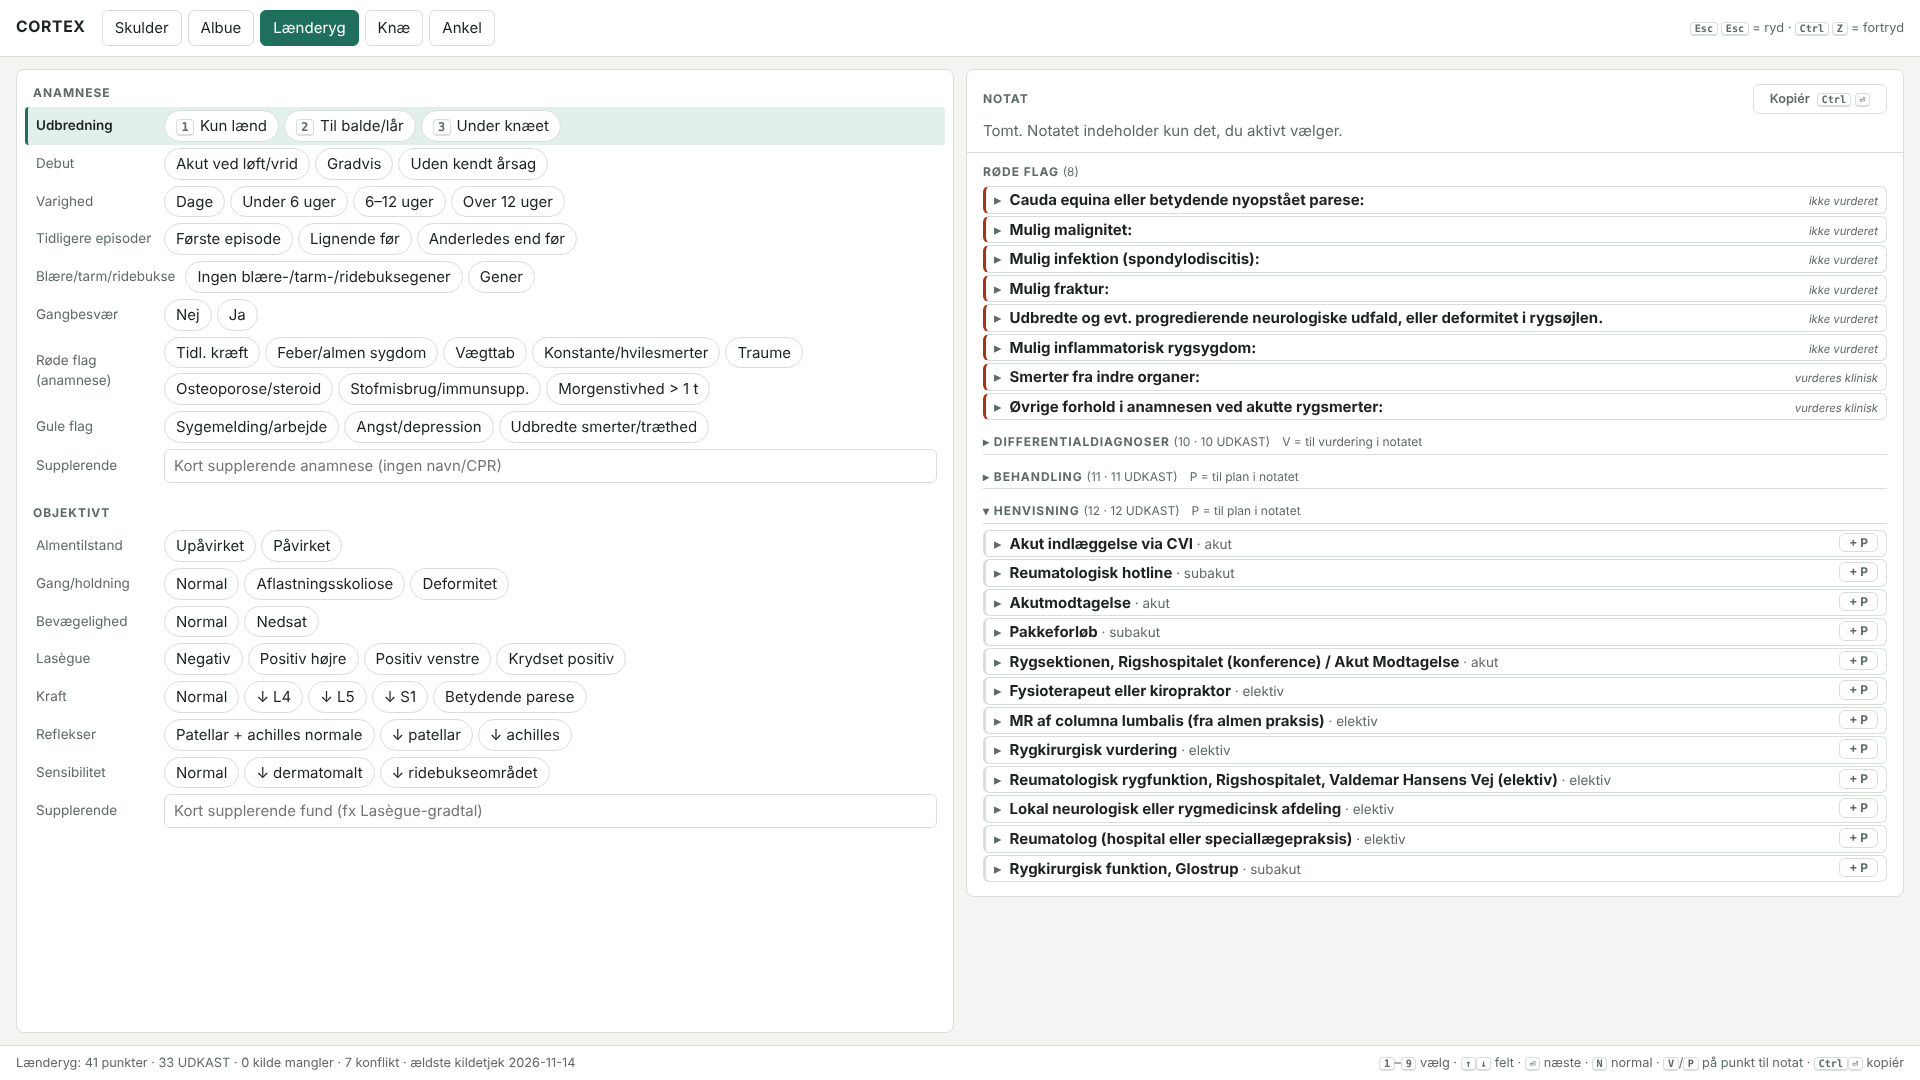 CORTEX Skulder Albue Lænderyg Knæ Ankel Esc Esc = ryd · Ctrl Z = fortryd
ANAMNESE
Udbredning 1 Kun lænd 2 Til balde/lår 3 Under knæet
Debut Akut ved løft/vrid Gradvis Uden kendt årsag
Varighed Dage Under 6 uger 6–12 uger Over 12 uger
Tidligere episoder Første episode Lignende før Anderledes end før
Blære/tarm/ridebukse Ingen blære-/tarm-/ridebuksegener Gener
Gangbesvær Nej Ja
Røde flag (anamnese) Tidl. kræft Feber/almen sygdom Vægttab Konstante/hvilesmerter Traume
Osteoporose/steroid Stofmisbrug/immunsupp. Morgenstivhed > 1 t
Gule flag Sygemelding/arbejde Angst/depression Udbredte smerter/træthed
Supplerende Kort supplerende anamnese (ingen navn/CPR)
OBJEKTIVT
Almentilstand Upåvirket Påvirket
Gang/holdning Normal Aflastningsskoliose Deformitet
Bevægelighed Normal Nedsat
Lasègue Negativ Positiv højre Positiv venstre Krydset positiv
Kraft Normal ↓ L4 ↓ L5 ↓ S1 Betydende parese
Reflekser Patellar + achilles normale ↓ patellar ↓ achilles
Sensibilitet Normal ↓ dermatomalt ↓ ridebukseområdet
Supplerende Kort supplerende fund (fx Lasègue-gradtal)
NOTAT Kopiér Ctrl ⏎
Tomt. Notatet indeholder kun det, du aktivt vælger.
RØDE FLAG (8)
▸ Cauda equina eller betydende nyopstået parese: ikke vurderet
▸ Mulig malignitet: ikke vurderet
▸ Mulig infektion (spondylodiscitis): ikke vurderet
▸ Mulig fraktur: ikke vurderet
▸ Udbredte og evt. progredierende neurologiske udfald, eller deformitet i rygsøjlen. ikke vurderet
▸ Mulig inflammatorisk rygsygdom: ikke vurderet
▸ Smerter fra indre organer: vurderes klinisk
▸ Øvrige forhold i anamnesen ved akutte rygsmerter: vurderes klinisk
▸ DIFFERENTIALDIAGNOSER (10 · 10 UDKAST) V = til vurdering i notatet
▸ BEHANDLING (11 · 11 UDKAST) P = til plan i notatet
▾ HENVISNING (12 · 12 UDKAST) P = til plan i notatet
▸ Akut indlæggelse via CVI · akut + P
▸ Reumatologisk hotline · subakut + P
▸ Akutmodtagelse · akut + P
▸ Pakkeforløb · subakut + P
▸ Rygsektionen, Rigshospitalet (konference) / Akut Modtagelse · akut + P
▸ Fysioterapeut eller kiropraktor · elektiv + P
▸ MR af columna lumbalis (fra almen praksis) · elektiv + P
▸ Rygkirurgisk vurdering · elektiv + P
▸ Reumatologisk rygfunktion, Rigshospitalet, Valdemar Hansens Vej (elektiv) · elektiv + P
▸ Lokal neurologisk eller rygmedicinsk afdeling · elektiv + P
▸ Reumatolog (hospital eller speciallægepraksis) · elektiv + P
▸ Rygkirurgisk funktion, Glostrup · subakut + P
Lænderyg: 41 punkter · 33 UDKAST · 0 kilde mangler · 7 konflikt · ældste kildetjek 2026-11-14
1–9 vælg · ↑↓ felt · ⏎ næste · N normal · V/P på punkt til notat · Ctrl⏎ kopiér